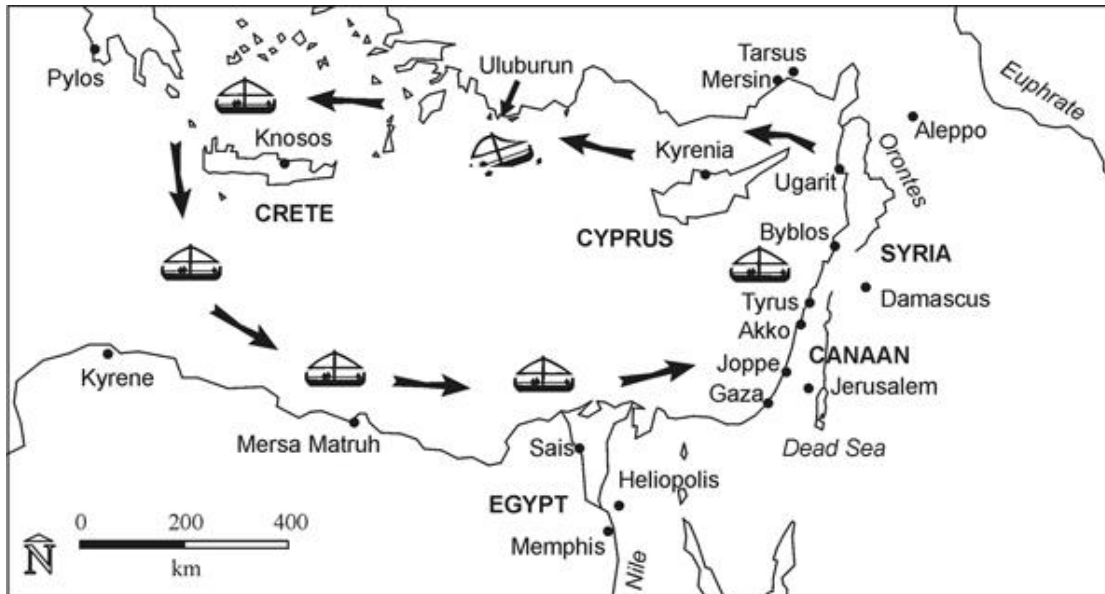 Tarsus
Uluburun
Mersin
Pylos
Euphrate
Aleppo
Knosos
Kyrenia
Orontes
Ugarit
CRETE
CYPRUS
Byblos
SYRIA
Tyrus
Damascus
Akko
CANAAN
Kyrene
Joppe
Jerusalem
Gaza
Mersa Matruh
Sais
Dead Sea
Heliopolis
EGYPT
0 200 400
km
N
Memphis
Nile